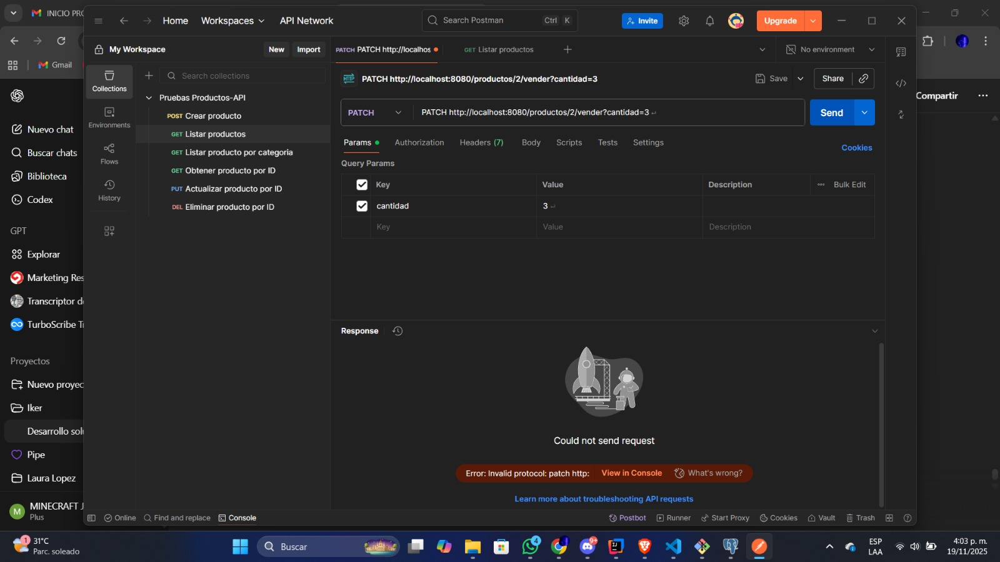 INICIO PRO
Gmail
Nuevo chat
Buscar chats
Biblioteca
Codex
GPT
Explorar
Marketing Res
Transcriptor d
TurboScribe T
Proyectos
Nuevo proyec
Iker
Desarrollo sol
Pipe
Laura Lopez
M
MINECRAFT J
Plus
Home
Workspaces
API Network
Search Postman
Ctrl
K
Invite
Upgrade
My Workspace
New
Import
PATCH PATCH http://localhos
GET Listar productos
No environment
Collections
Environments
Flows
History
Search collections
Pruebas Productos-API
POST Crear producto
GET Listar productos
GET Listar producto por categoria
GET Obtener producto por ID
PUT Actualizar producto por ID
DEL Eliminar producto por ID
HTTP
PATCH http://localhost:8080/productos/2/vender?cantidad=3
Save
Share
PATCH
PATCH http://localhost:8080/productos/2/vender?cantidad=3
Send
Params
Authorization
Headers (7)
Body
Scripts
Tests
Settings
Cookies
Query Params
Key
Value
Description
Bulk Edit
cantidad
3
Key
Value
Description
Response
Could not send request
Error: Invalid protocol: patch http:
View in Console
What's wrong?
Learn more about troubleshooting API requests
Online
Find and replace
Console
Postbot
Runner
Start Proxy
Cookies
Vault
Trash
Compartir
1
31°C
Parc. soleado
Buscar
4
9+
ESP
LAA
4:03 p. m.
19/11/2025